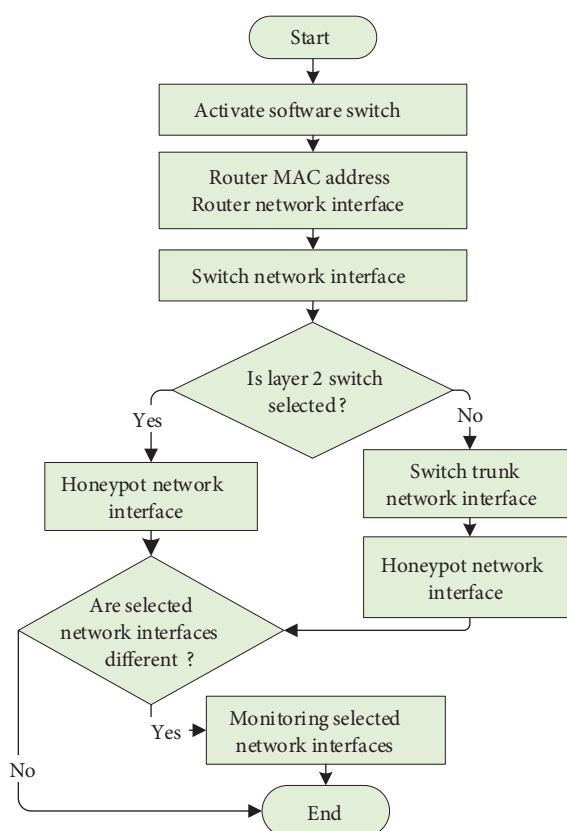 Start
Activate software switch
Router MAC address
Router network interface
Switch network interface
Is layer 2 switch
selected?
Yes
No
Honeypot network
interface
Switch trunk
network interface
Honeypot network
interface
Are selected
network interfaces
different ?
Yes
Monitoring selected
network interfaces
No
End